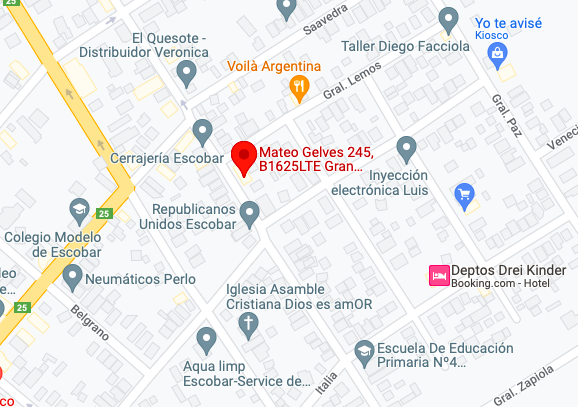 Saavedra
Yo te avisé
Kiosco
El Quesote -
Distribuidor Veronica
Taller Diego Facciola
Voilà Argentina
Gral. Lemos
Gral. Paz
Cerrajería Escobar
Mateo Gelves 245,
B1625LTE Gran...
Inyección
electrónica Luis
25
Republicanos
Unidos Escobar
Colegio Modelo
de Escobar
Neumáticos Perlo
25
Belgrano
Iglesia Asamble
Cristiana Dios es amOR
Deptos Drei Kinder
Booking.com - Hotel
Aqua limp
Escobar-Service de...
Escuela De Educación
Primaria Nº4...
Italia
Gral. Zapiola